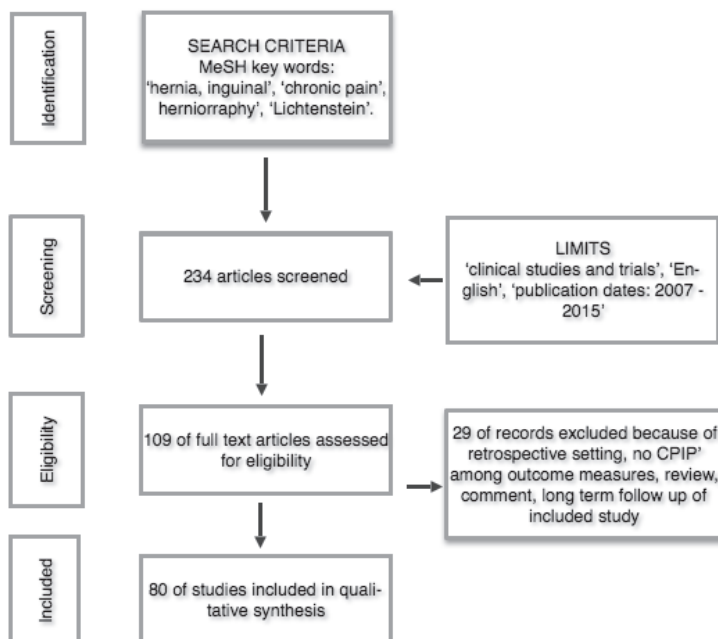 Identification
SEARCH CRITERIA
MeSH key words:
'hernia, inguinal', 'chronic pain',
herniorraphy', 'Lichtenstein'.
Screening
234 articles screened
LIMITS
'clinical studies and trials', 'En-
glish', 'publication dates: 2007 -
2015'
Eligibility
109 of full text articles assessed
for eligibility
29 of records excluded because of
retrospective setting, no CPIP'
among outcome measures, review,
comment, long term follow up of
included study
Included
80 of studies included in quali-
tative synthesis